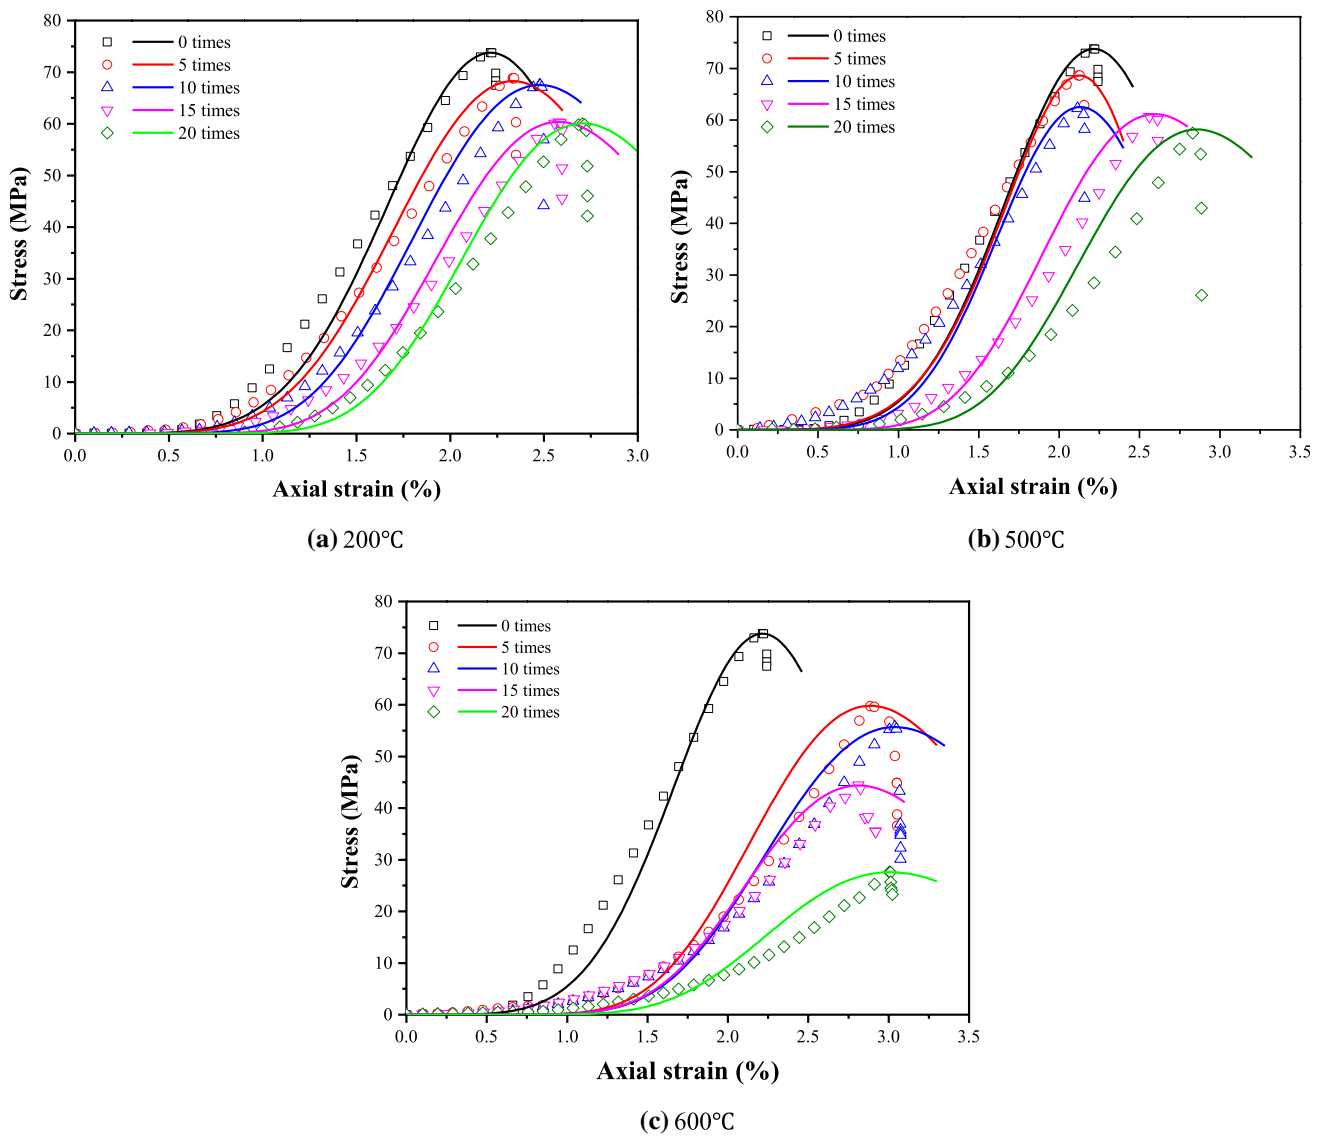 80
70
60
50
40
30
20
10
0
Stress (MPa)
0 times
5 times
10 times
15 times
20 times
0.0 0.5 1.0 1.5 2.0 2.5 3.0
Axial strain (%)
(a) 200℃
80
70
60
50
40
30
20
10
0
Stress (MPa)
0 times
5 times
10 times
15 times
20 times
0.0 0.5 1.0 1.5 2.0 2.5 3.0 3.5
Axial strain (%)
(b) 500℃
80
70
60
50
40
30
20
10
0
Stress (MPa)
0 times
5 times
10 times
15 times
20 times
0.0 0.5 1.0 1.5 2.0 2.5 3.0 3.5
Axial strain (%)
(c) 600℃